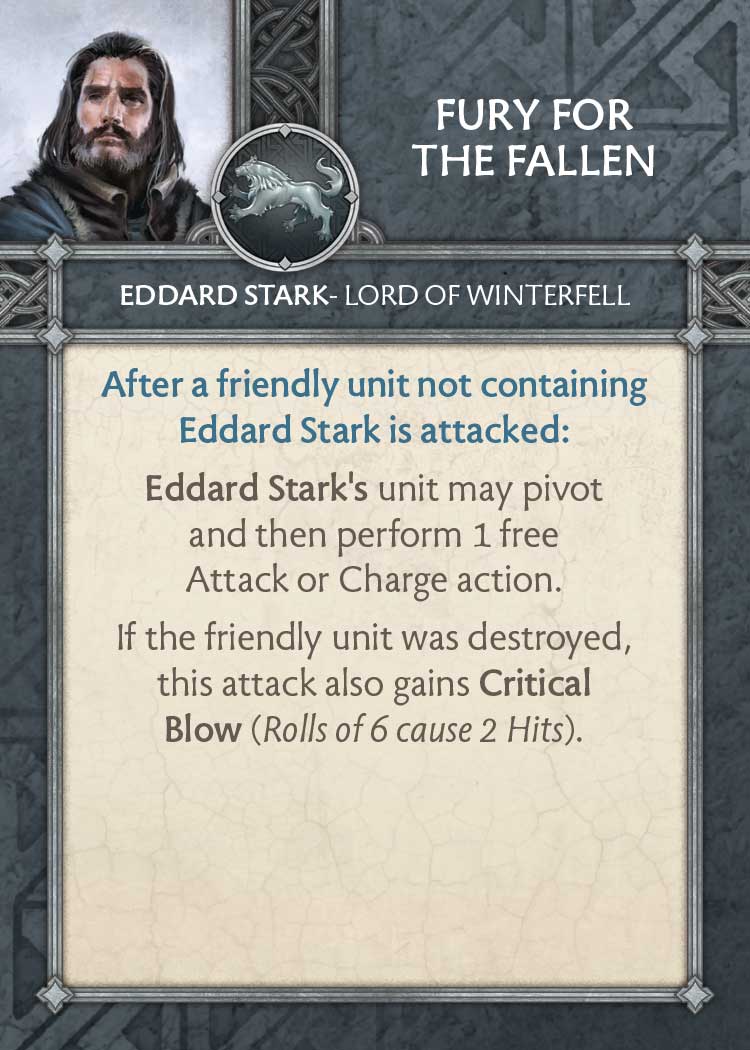 FURY FOR
THE FALLEN
EDDARD STARK- LORD OF WINTERFELL
After a friendly unit not containing
Eddard Stark is attacked:
Eddard Stark's unit may pivot
and then perform 1 free
Attack or Charge action.
If the friendly unit was destroyed,
this attack also gains Critical
Blow (Rolls of 6 cause 2 Hits).